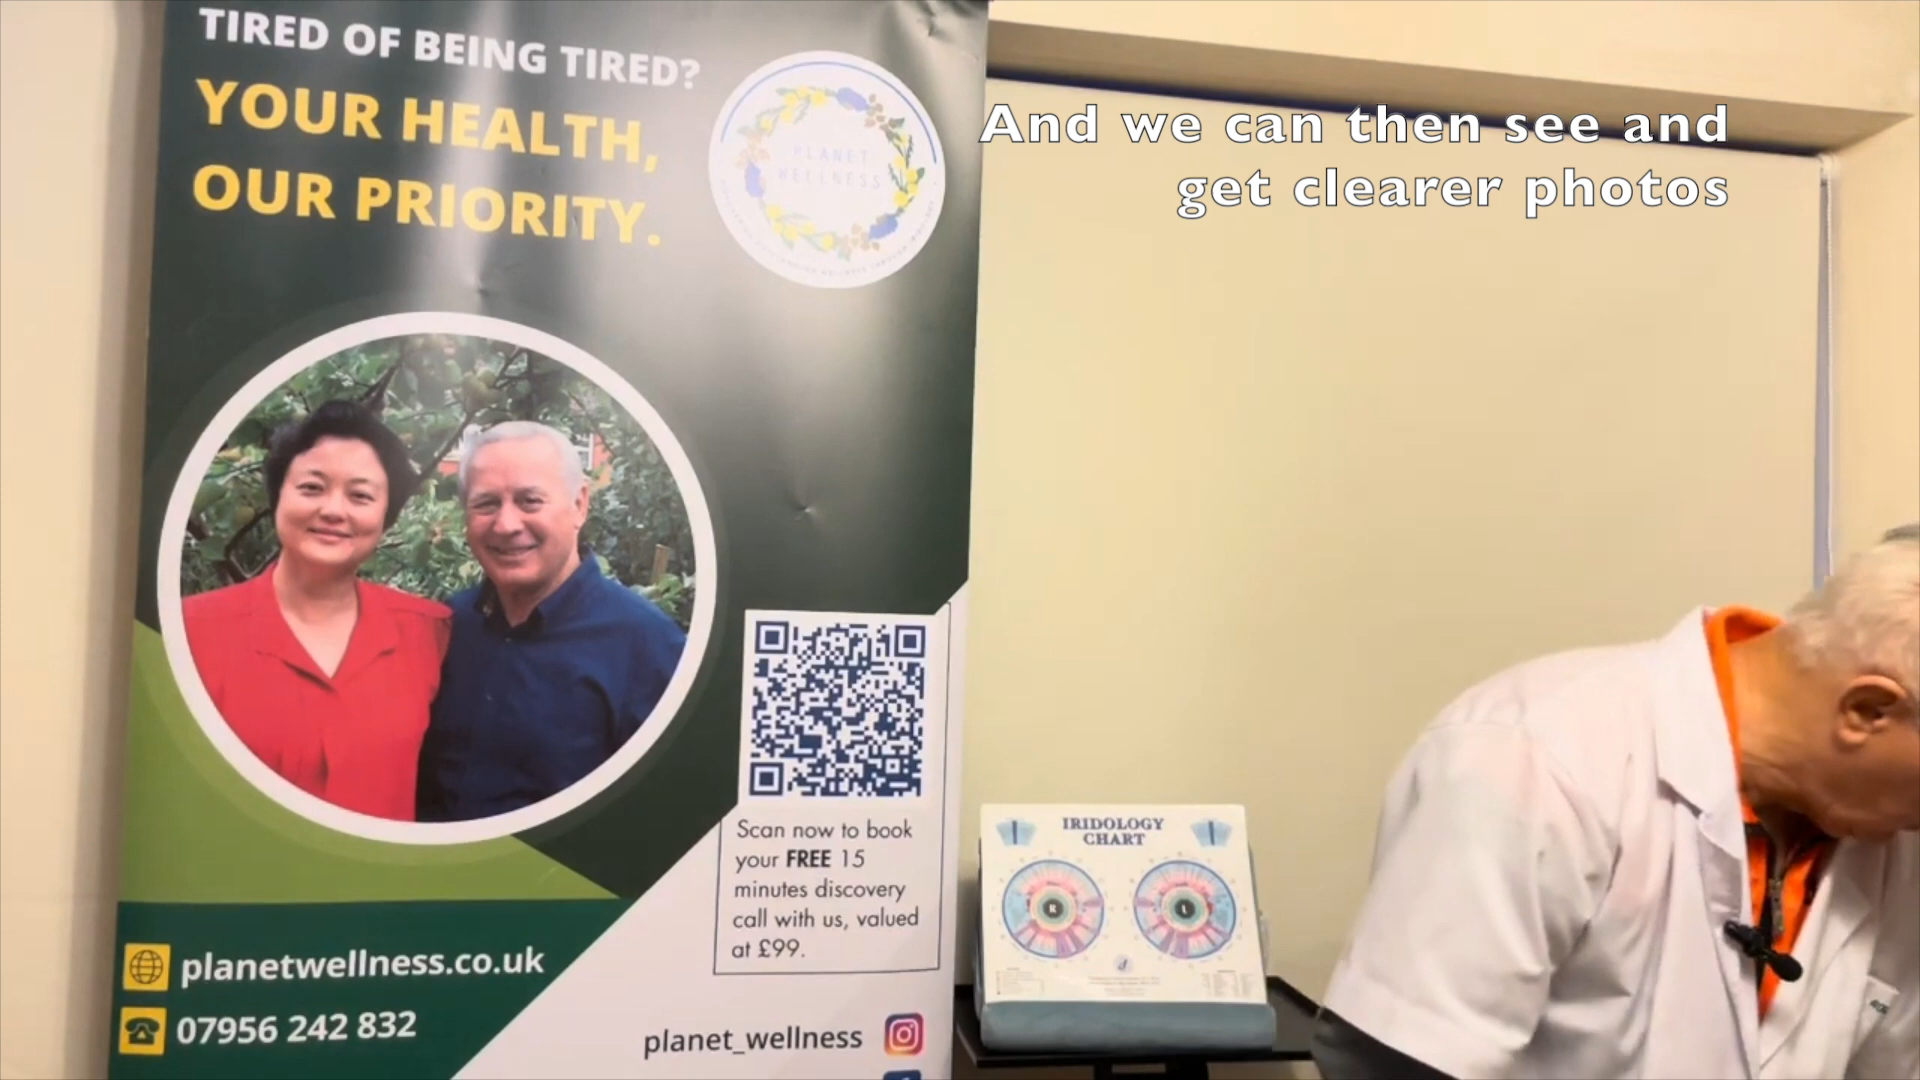 TIRED OF BEING TIRED?
YOUR HEALTH,
OUR PRIORITY.
PLANET
WELLNESS
And we can then see and
get clearer photos
Scan now to book
your FREE 15
minutes discovery
call with us, valued
at £99.
IRIDOLOGY
CHART
R
L
planetwellness.co.uk
07956 242 832
planet_wellness